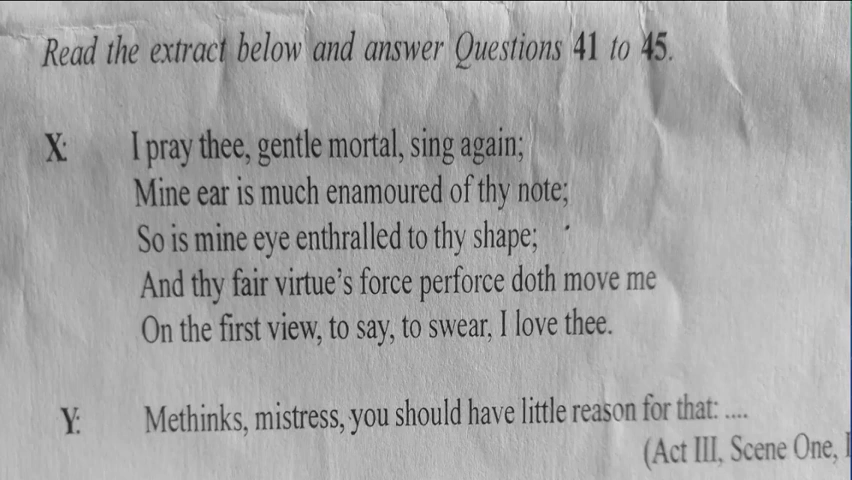 Read the extract below and answer Questions 41 to 45.
X: I pray thee, gentle mortal, sing again;
Mine ear is much enamoured of thy note;
So is mine eye enthralled to thy shape;
And thy fair virtue's force perforce doth move me
On the first view, to say, to swear, I love thee.
Y: Methinks, mistress, you should have little reason for that: ....
(Act III, Scene One,